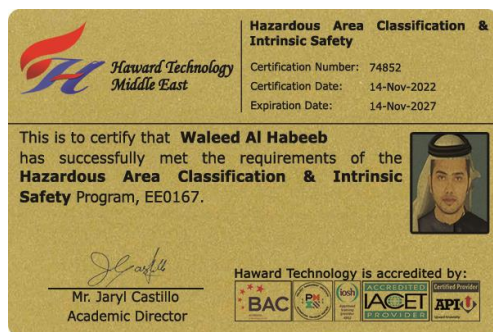 Haward Technology
Middle East
Hazardous Area Classification &
Intrinsic Safety
Certification Number: 74852
Certification Date: 14-Nov-2022
Expiration Date: 14-Nov-2027
This is to certify that Waleed Al Habeeb
has successfully met the requirements of the
Hazardous Area Classification & Intrinsic
Safety Program, EE0167.
Mr. Jaryl Castillo
Academic Director
Haward Technology is accredited by:
BAC
iosh
ACCREDITED
IACET
PROVIDER
Certified Provider
API